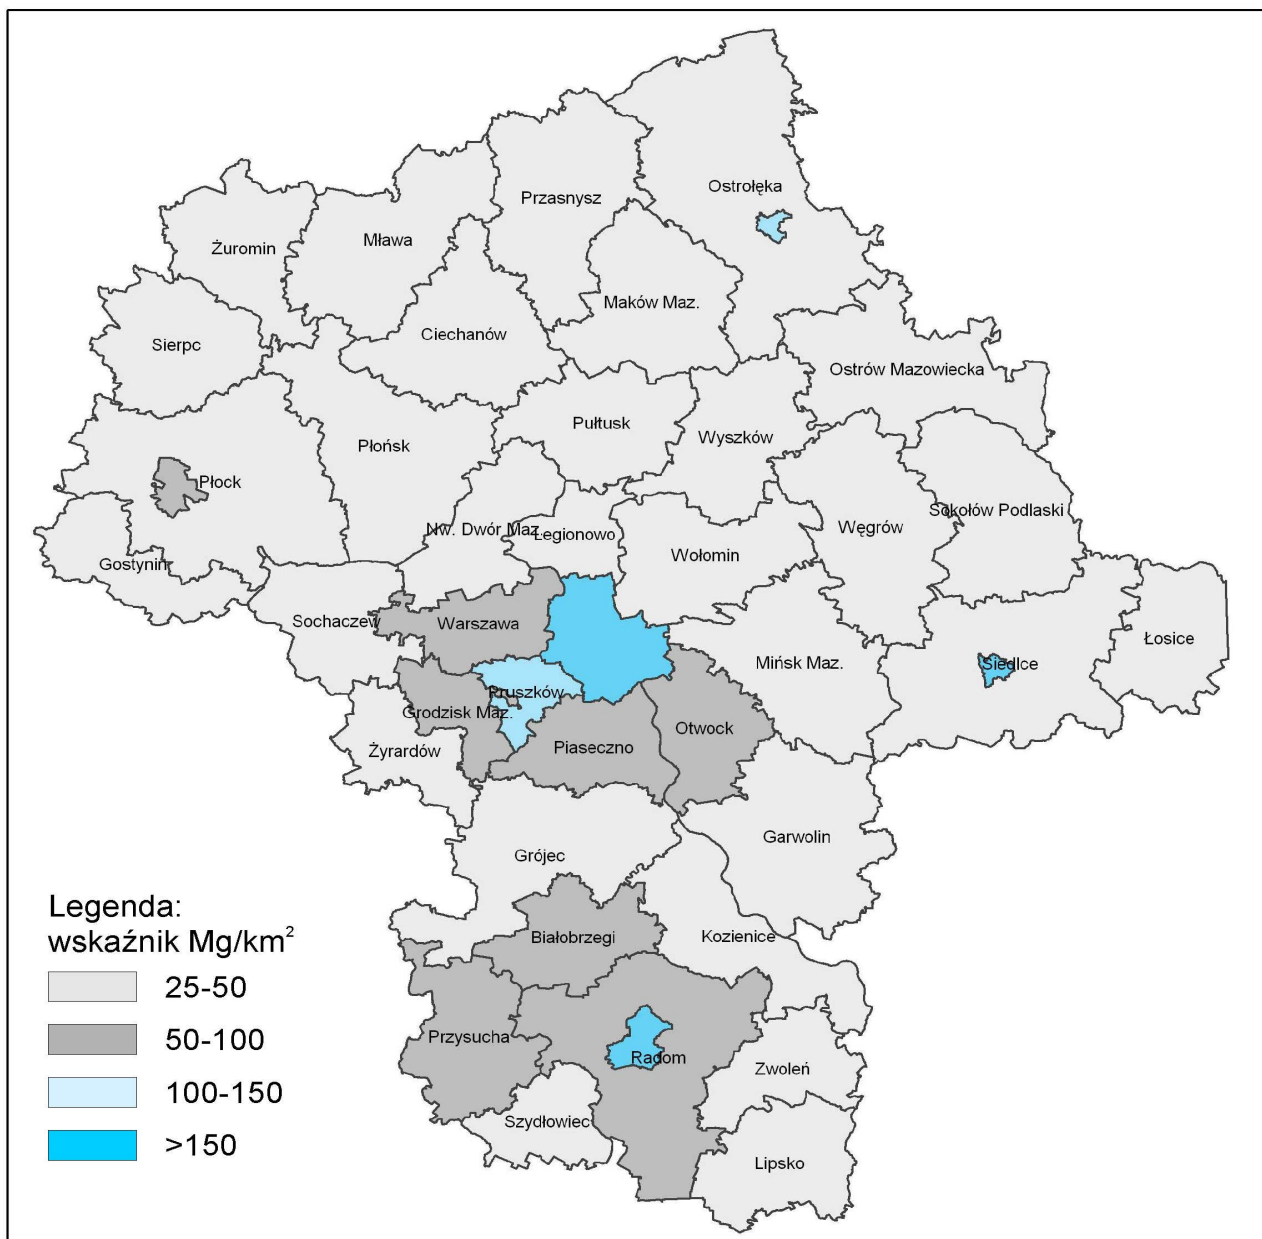 Ostrołęka
Przasnysz
Mława
Żuromin
Maków Maz.
Ciechanów
Sierpc
Ostrów Mazowiecka
Pułtusk
Wyszków
Płońsk
Płock
Sokołów Podlaski
Węgrów
Nw. Dwór Maz.
Legionowo
Wołomin
Gostynin
Sochaczew
Warszawa
Łosice
Mińsk Maz.
Siedlce
Pruszków
Grodzisk Maz.
Otwock
Żyrardów
Piaseczno
Garwolin
Grójec
Legenda:
wskaźnik Mg/km²
25-50
50-100
100-150
>150
Białobrzegi
Kozienice
Przysucha
Radom
Zwoleń
Szydłowiec
Lipsko